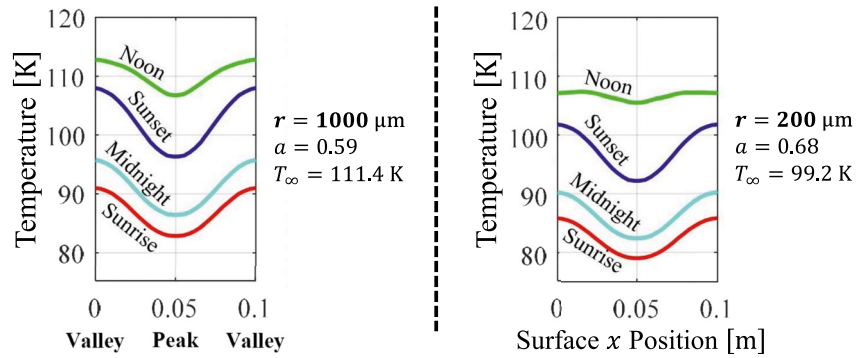 Temperature [K]
120
110
100
90
80
Noon
Sunset
Midnight
Sunrise
0
0.05
0.1
Valley
Peak
Valley
r = 1000 μm
a = 0.59
T∞ = 111.4 K
Temperature [K]
120
110
100
90
80
Noon
Sunset
Midnight
Sunrise
0
0.05
0.1
Surface x Position [m]
r = 200 μm
a = 0.68
T∞ = 99.2 K